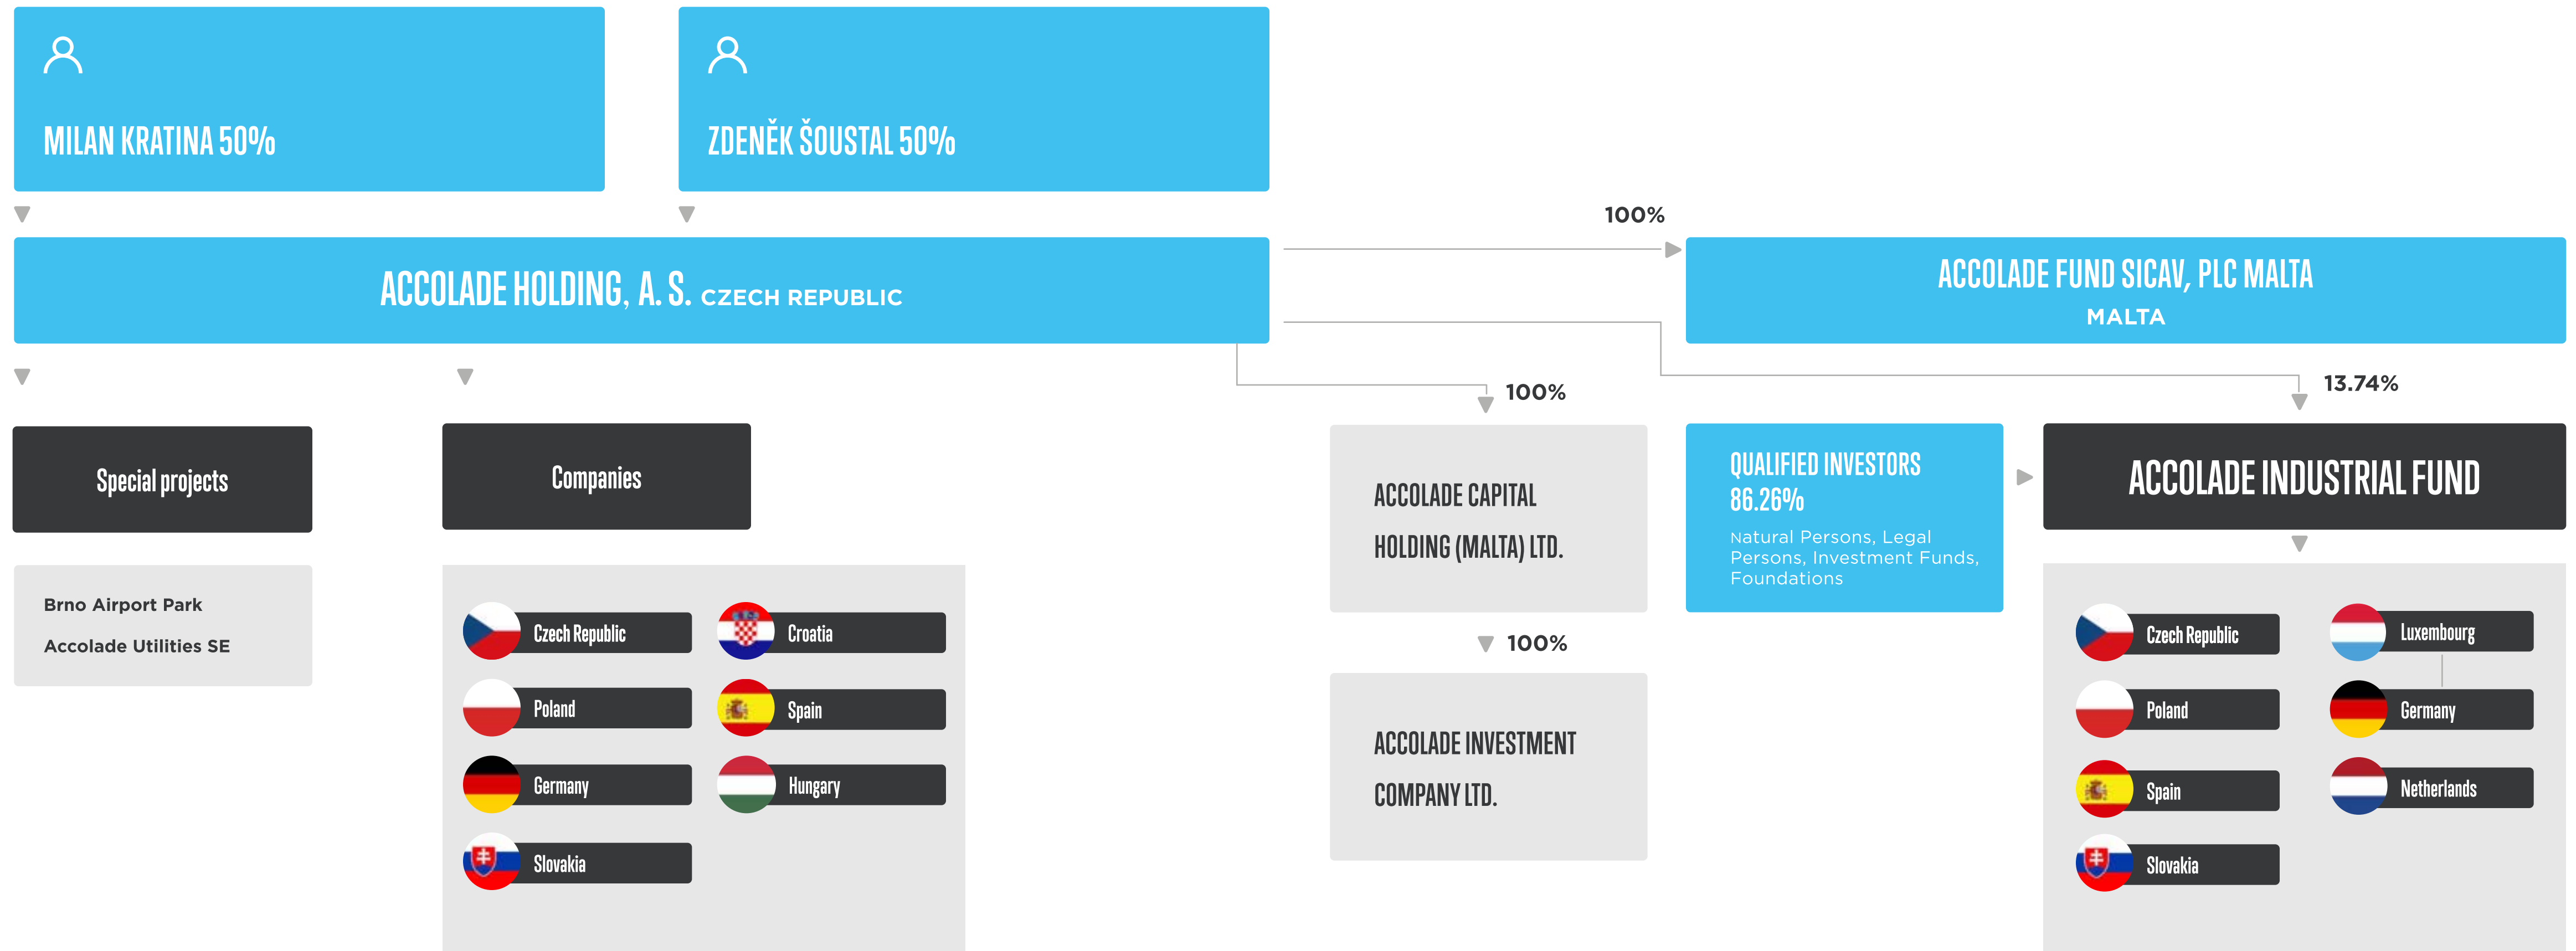 MILAN KRATINA 50%
ZDENĚK ŠOUSTAL 50%
100%
ACCOLADE HOLDING, A. S. CZECH REPUBLIC
ACCOLADE FUND SICAV, PLC MALTA
MALTA
100%
13.74%
Special projects
Companies
ACCOLADE CAPITAL
HOLDING (MALTA) LTD.
QUALIFIED INVESTORS
86.26%
Natural Persons, Legal
Persons, Investment Funds,
Foundations
ACCOLADE INDUSTRIAL FUND
Brno Airport Park
Accolade Utilities SE
Czech Republic
Croatia
Poland
Spain
Germany
Hungary
Slovakia
100%
ACCOLADE INVESTMENT
COMPANY LTD.
Czech Republic
Luxembourg
Poland
Germany
Spain
Netherlands
Slovakia